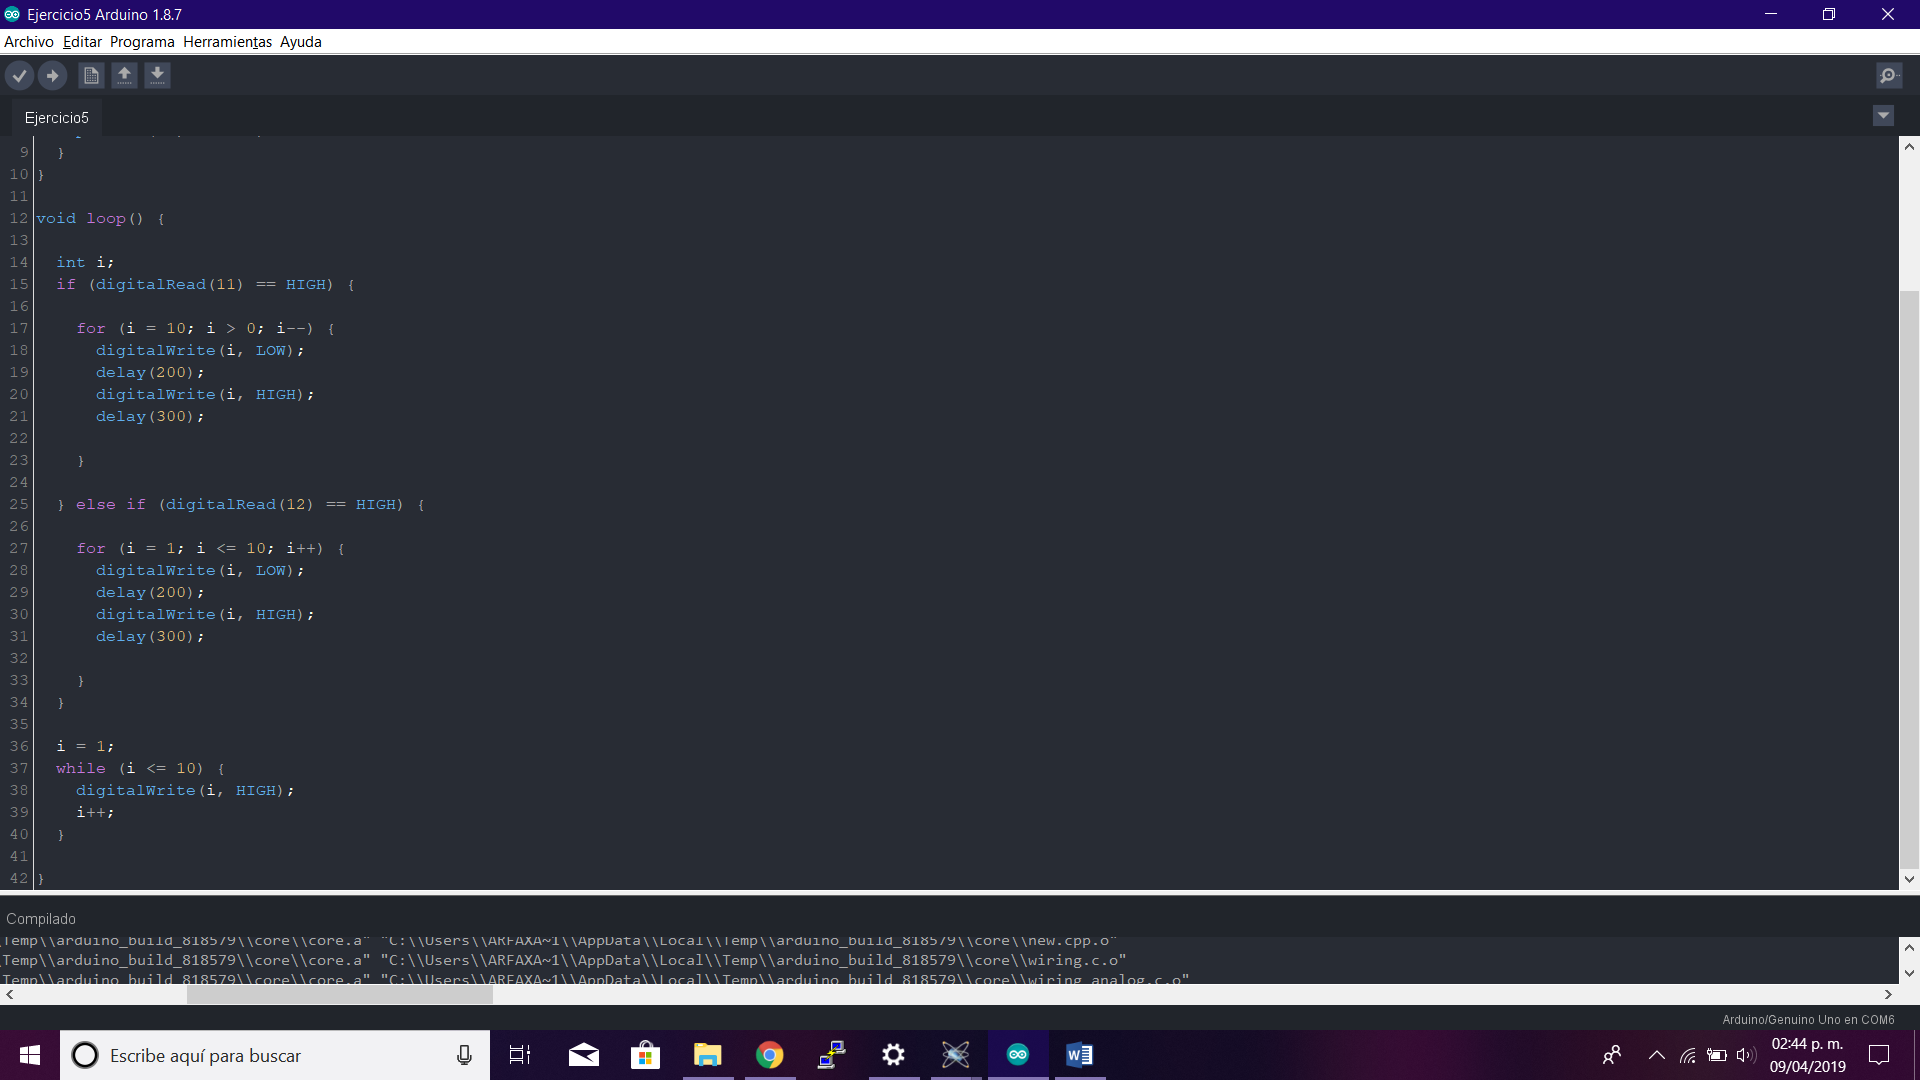 Ejercicio5 Arduino 1.8.7
Archivo Editar Programa Herramientas Ayuda
Ejercicio5
9 }
10 }
11
12 void loop() {
13
14 int i;
15 if (digitalRead(11) == HIGH) {
16
17 for (i = 10; i > 0; i--) {
18 digitalWrite(i, LOW);
19 delay(200);
20 digitalWrite(i, HIGH);
21 delay(300);
22
23 }
24
25 } else if (digitalRead(12) == HIGH) {
26
27 for (i = 1; i <= 10; i++) {
28 digitalWrite(i, LOW);
29 delay(200);
30 digitalWrite(i, HIGH);
31 delay(300);
32
33 }
34 }
35
36 i = 1;
37 while (i <= 10) {
38 digitalWrite(i, HIGH);
39 i++;
40 }
41
42 }
Compilado
\Temp\\arduino_build_818579\\core\\core.a" "C:\\Users\\ARFAXA~1\\AppData\\Local\\Temp\\arduino_build_818579\\core\\new.cpp.o"
\Temp\\arduino_build_818579\\core\\core.a" "C:\\Users\\ARFAXA~1\\AppData\\Local\\Temp\\arduino_build_818579\\core\\wiring.c.o"
\Temp\\arduino_build_818579\\core\\core.a" "C:\\Users\\ARFAXA~1\\AppData\\Local\\Temp\\arduino_build_818579\\core\\wiring_analog.c.o"
Arduino/Genuino Uno en COM6
Escribe aquí para buscar
02:44 p. m.
09/04/2019